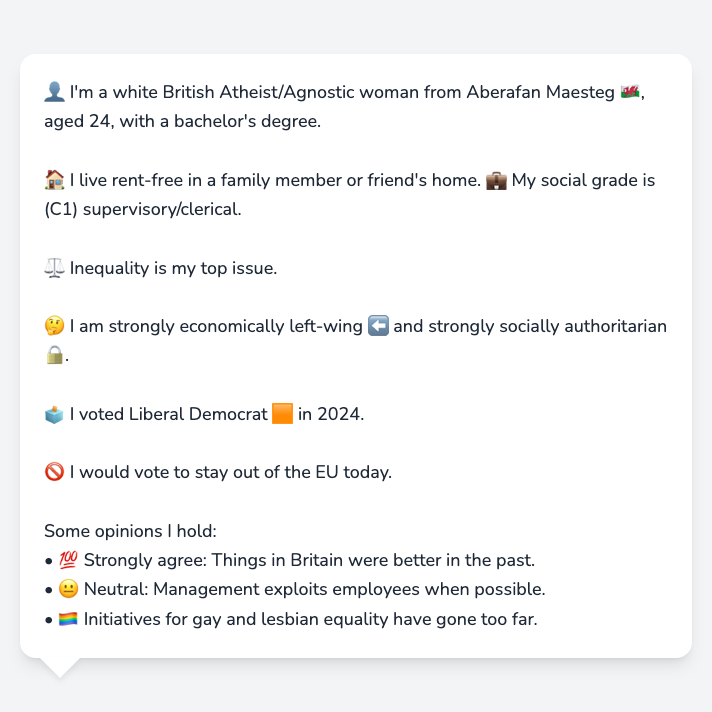 👤 I'm a white British Atheist/Agnostic woman from Aberafan Maesteg 🏴󠁧󠁢󠁷󠁬󠁳󠁿,
aged 24, with a bachelor's degree.
🏠 I live rent-free in a family member or friend's home. 💼 My social grade is
(C1) supervisory/clerical.
⚖️ Inequality is my top issue.
🤔 I am strongly economically left-wing ⬅️ and strongly socially authoritarian
🔒.
🗳️ I voted Liberal Democrat 🟧 in 2024.
🚫 I would vote to stay out of the EU today.
Some opinions I hold:
• 💯 Strongly agree: Things in Britain were better in the past.
• 😐 Neutral: Management exploits employees when possible.
• 🏳️‍🌈 Initiatives for gay and lesbian equality have gone too far.